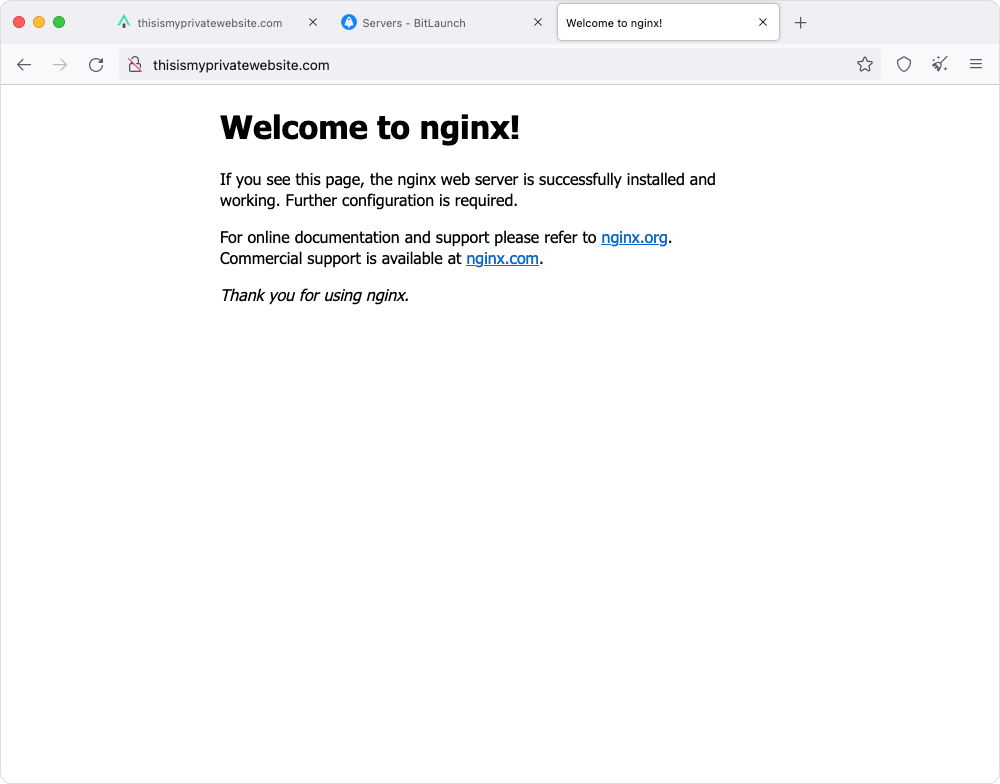 thisismyprivatewebsite.com
Servers - BitLaunch
Welcome to nginx!
thisismyprivatewebsite.com
Welcome to nginx!
If you see this page, the nginx web server is successfully installed and
working. Further configuration is required.
For online documentation and support please refer to nginx.org.
Commercial support is available at nginx.com.
Thank you for using nginx.